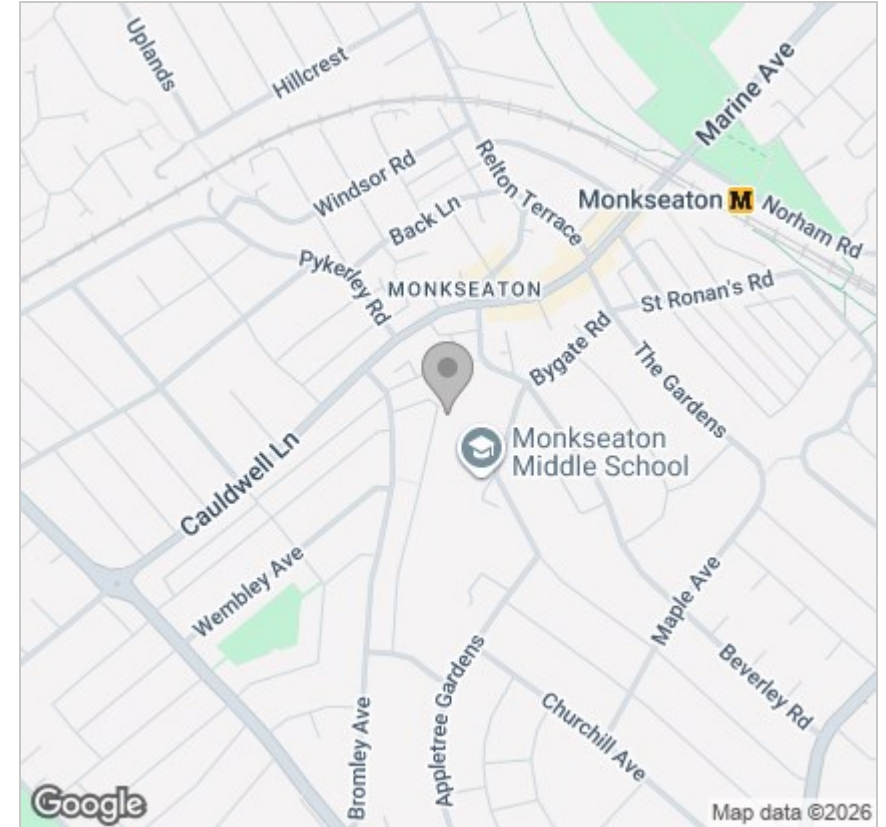 Uplands
Hillcrest
Marine Ave
Windsor Rd
Relton Terrace
Monkseaton M
Norham Rd
Back Ln
Pykerley Rd
MONKSEATON
St Ronan's Rd
Bygate Rd
The Gardens
Monkseaton
Middle School
Cauldwell Ln
Wembley Ave
Maple Ave
Beverley Rd
Appletree Gardens
Churchill Ave
Bromley Ave
Google
Map data ©2026